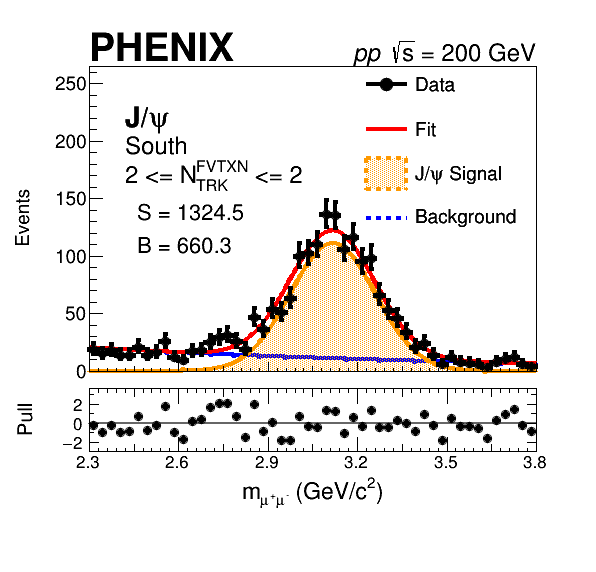 PHENIX
pp √s = 200 GeV
250
200
150
100
50
0
Events
J/ψ
South
2 <= N_TRK^FVTXN <= 2
S = 1324.5
B = 660.3
Data
Fit
J/ψ Signal
Background
2
0
−2
Pull
2.3 2.6 2.9 3.2 3.5 3.8
m_μ⁺μ⁻ (GeV/c²)